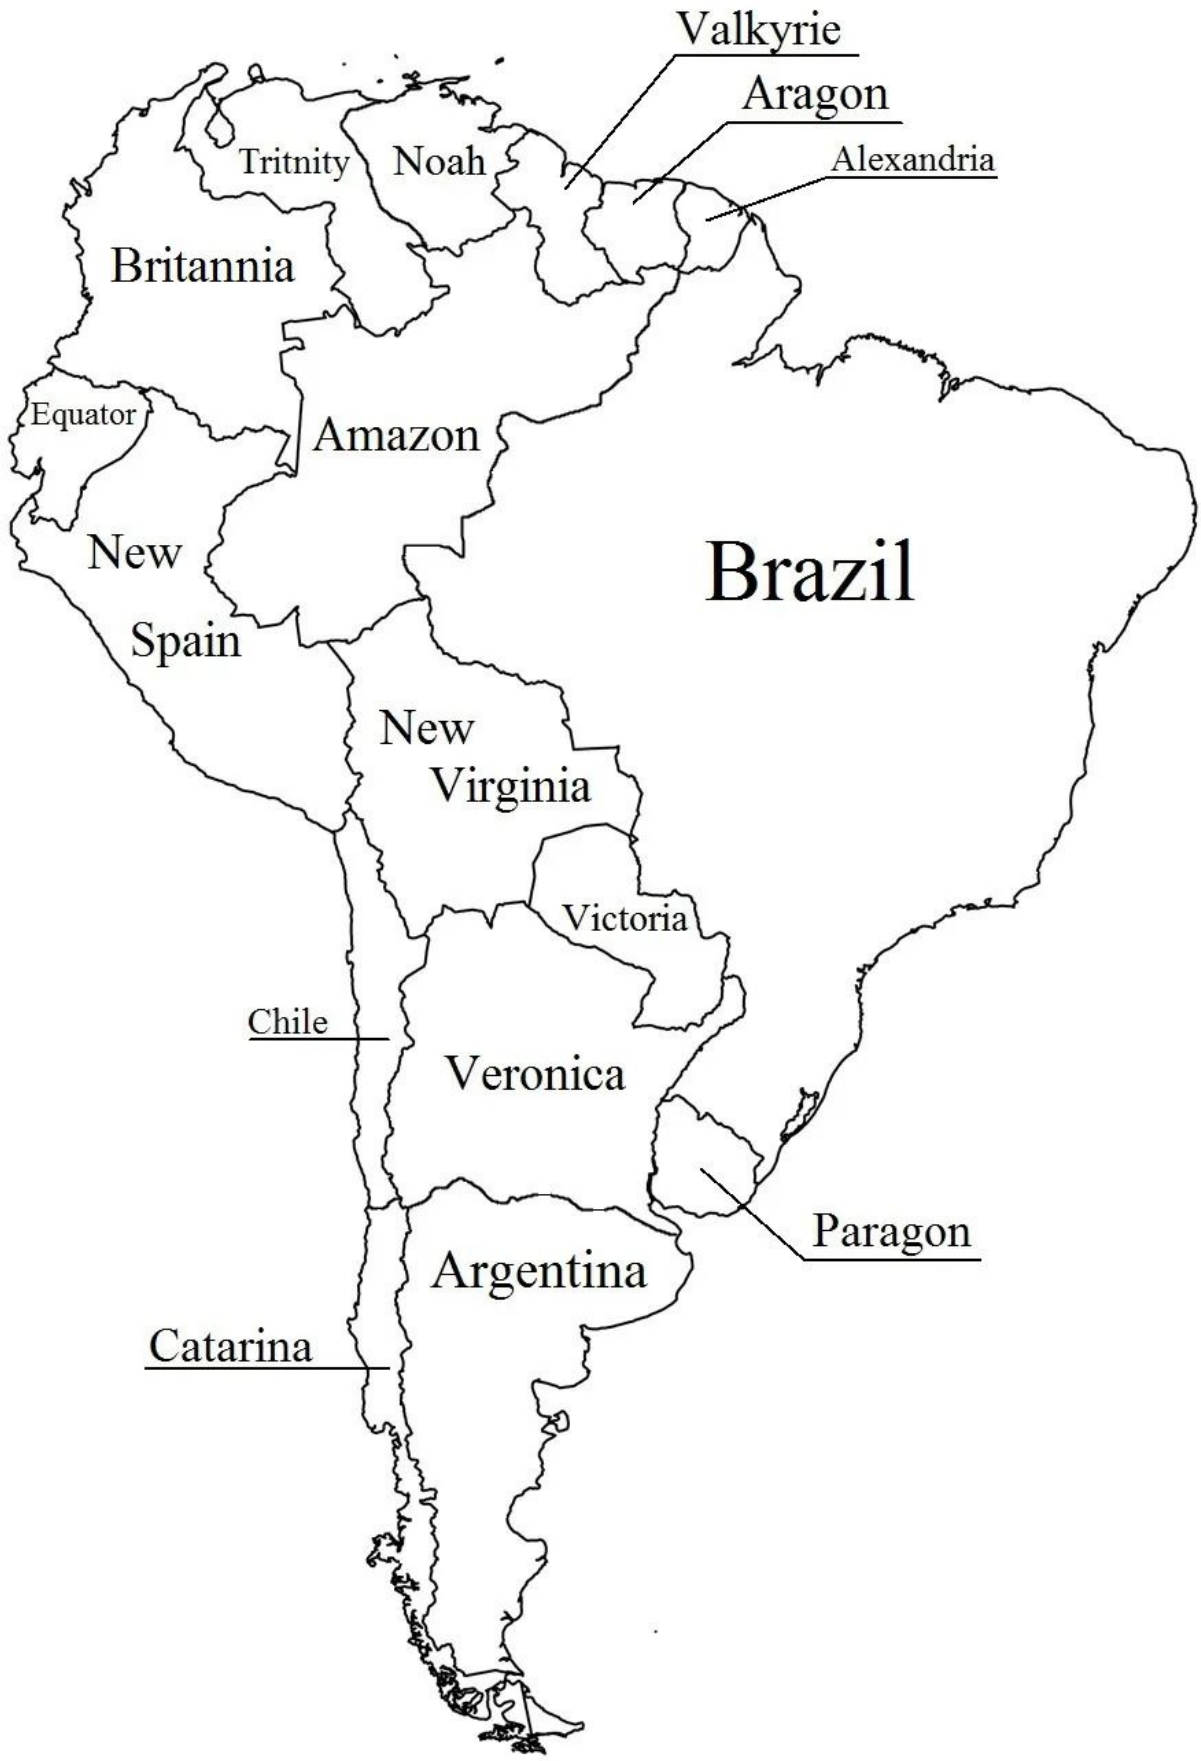 Valkyrie
Aragon
Alexandria
Tritnity
Noah
Britannia
Equator
Amazon
New
Spain
Brazil
New
Virginia
Victoria
Chile
Veronica
Paragon
Argentina
Catarina